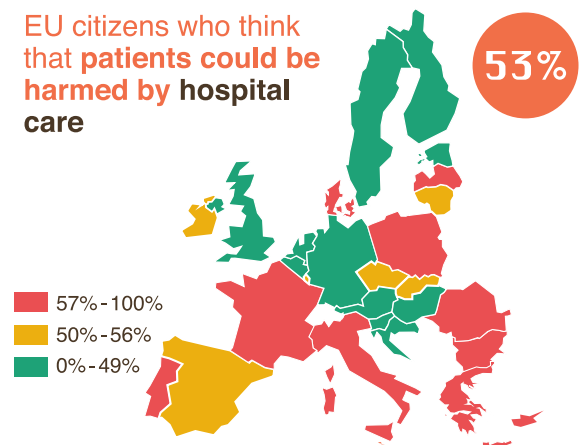 EU citizens who think
that patients could be
harmed by hospital
care
53%
57%-100%
50%-56%
0%-49%